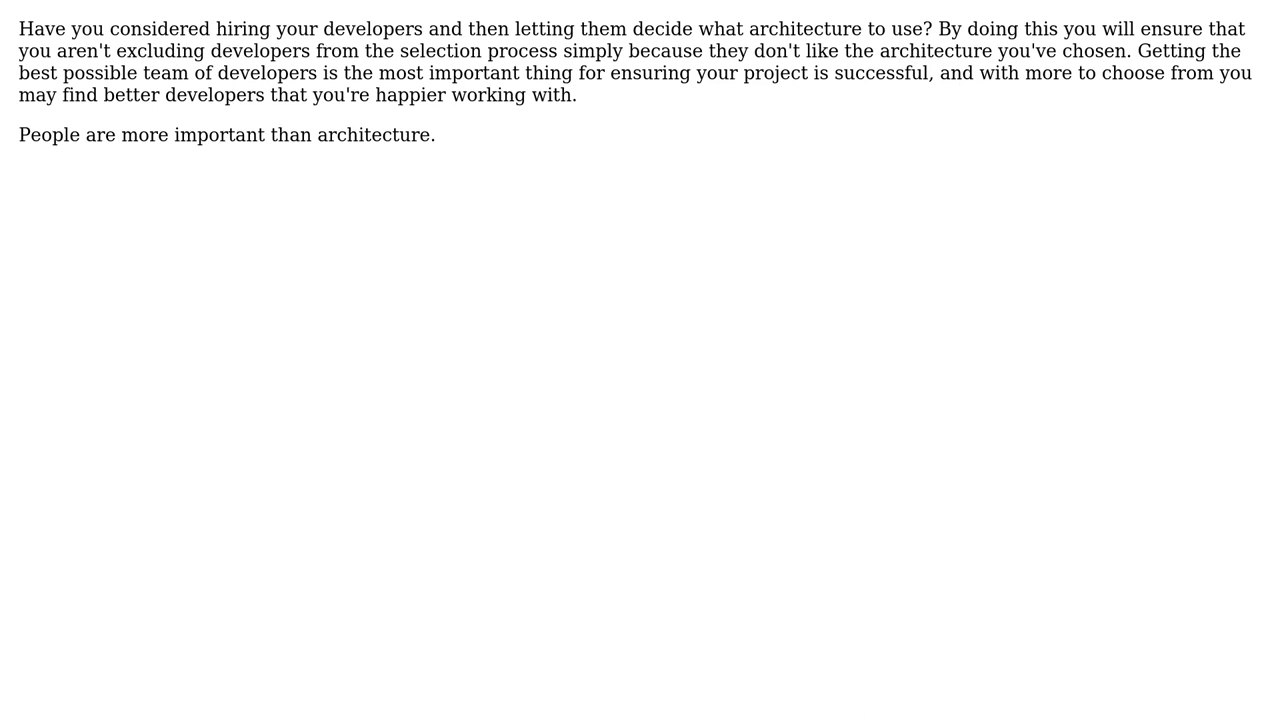 Have you considered hiring your developers and then letting them decide what architecture to use? By doing this you will ensure that
you aren't excluding developers from the selection process simply because they don't like the architecture you've chosen. Getting the
best possible team of developers is the most important thing for ensuring your project is successful, and with more to choose from you
may find better developers that you're happier working with.
People are more important than architecture.